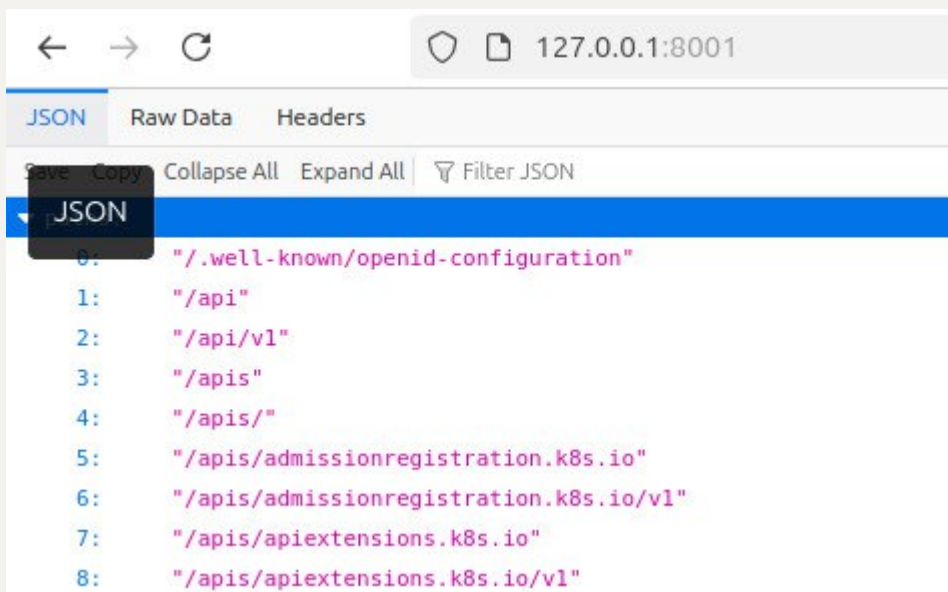 127.0.0.1:8001
JSON Raw Data Headers
Save Copy Collapse All Expand All Filter JSON
JSON
0: "/.well-known/openid-configuration"
1: "/api"
2: "/api/v1"
3: "/apis"
4: "/apis/"
5: "/apis/admissionregistration.k8s.io"
6: "/apis/admissionregistration.k8s.io/v1"
7: "/apis/apiextensions.k8s.io"
8: "/apis/apiextensions.k8s.io/v1"